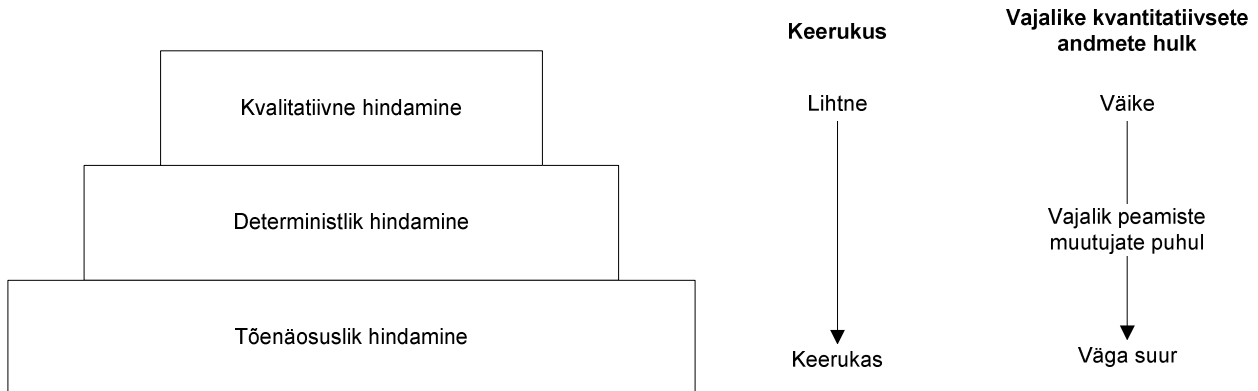 Keerukus
Vajalike kvantitatiivsete
andmete hulk
Kvalitatiivne hindamine
Lihtne
Väike
Deterministlik hindamine
Vajalik peamiste
muutujate puhul
Tõenäosuslik hindamine
Keerukas
Väga suur